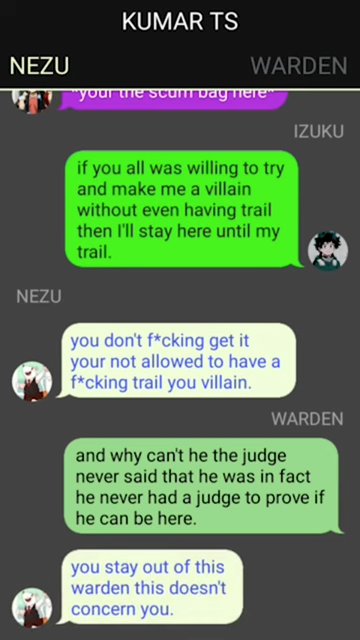 KUMAR TS
NEZU
WARDEN
"your the scum bag here"
IZUKU
if you all was willing to try
and make me a villain
without even having trail
then I'll stay here until my
trail.
NEZU
you don't f*cking get it
your not allowed to have a
f*cking trail you villain.
WARDEN
and why can't he the judge
never said that he was in fact
he never had a judge to prove if
he can be here.
you stay out of this
warden this doesn't
concern you.